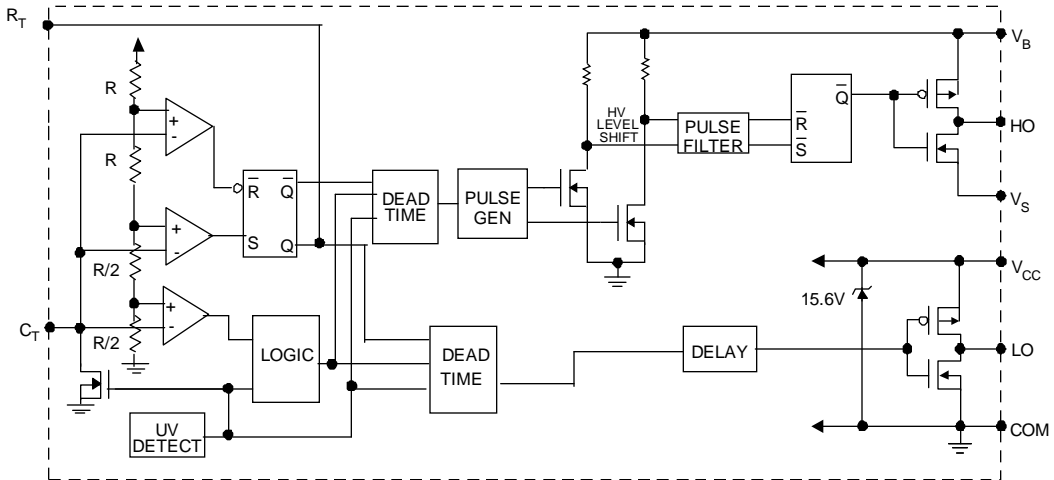 R_T
V_B
R
+
-
HV
LEVEL
SHIFT
PULSE
FILTER
R̅
S̅
Q̅
HO
R
R̅
Q̅
S
Q
DEAD
TIME
PULSE
GEN
V_S
+
-
R/2
15.6V
V_CC
+
-
R/2
C_T
LOGIC
DEAD
TIME
DELAY
LO
UV
DETECT
COM